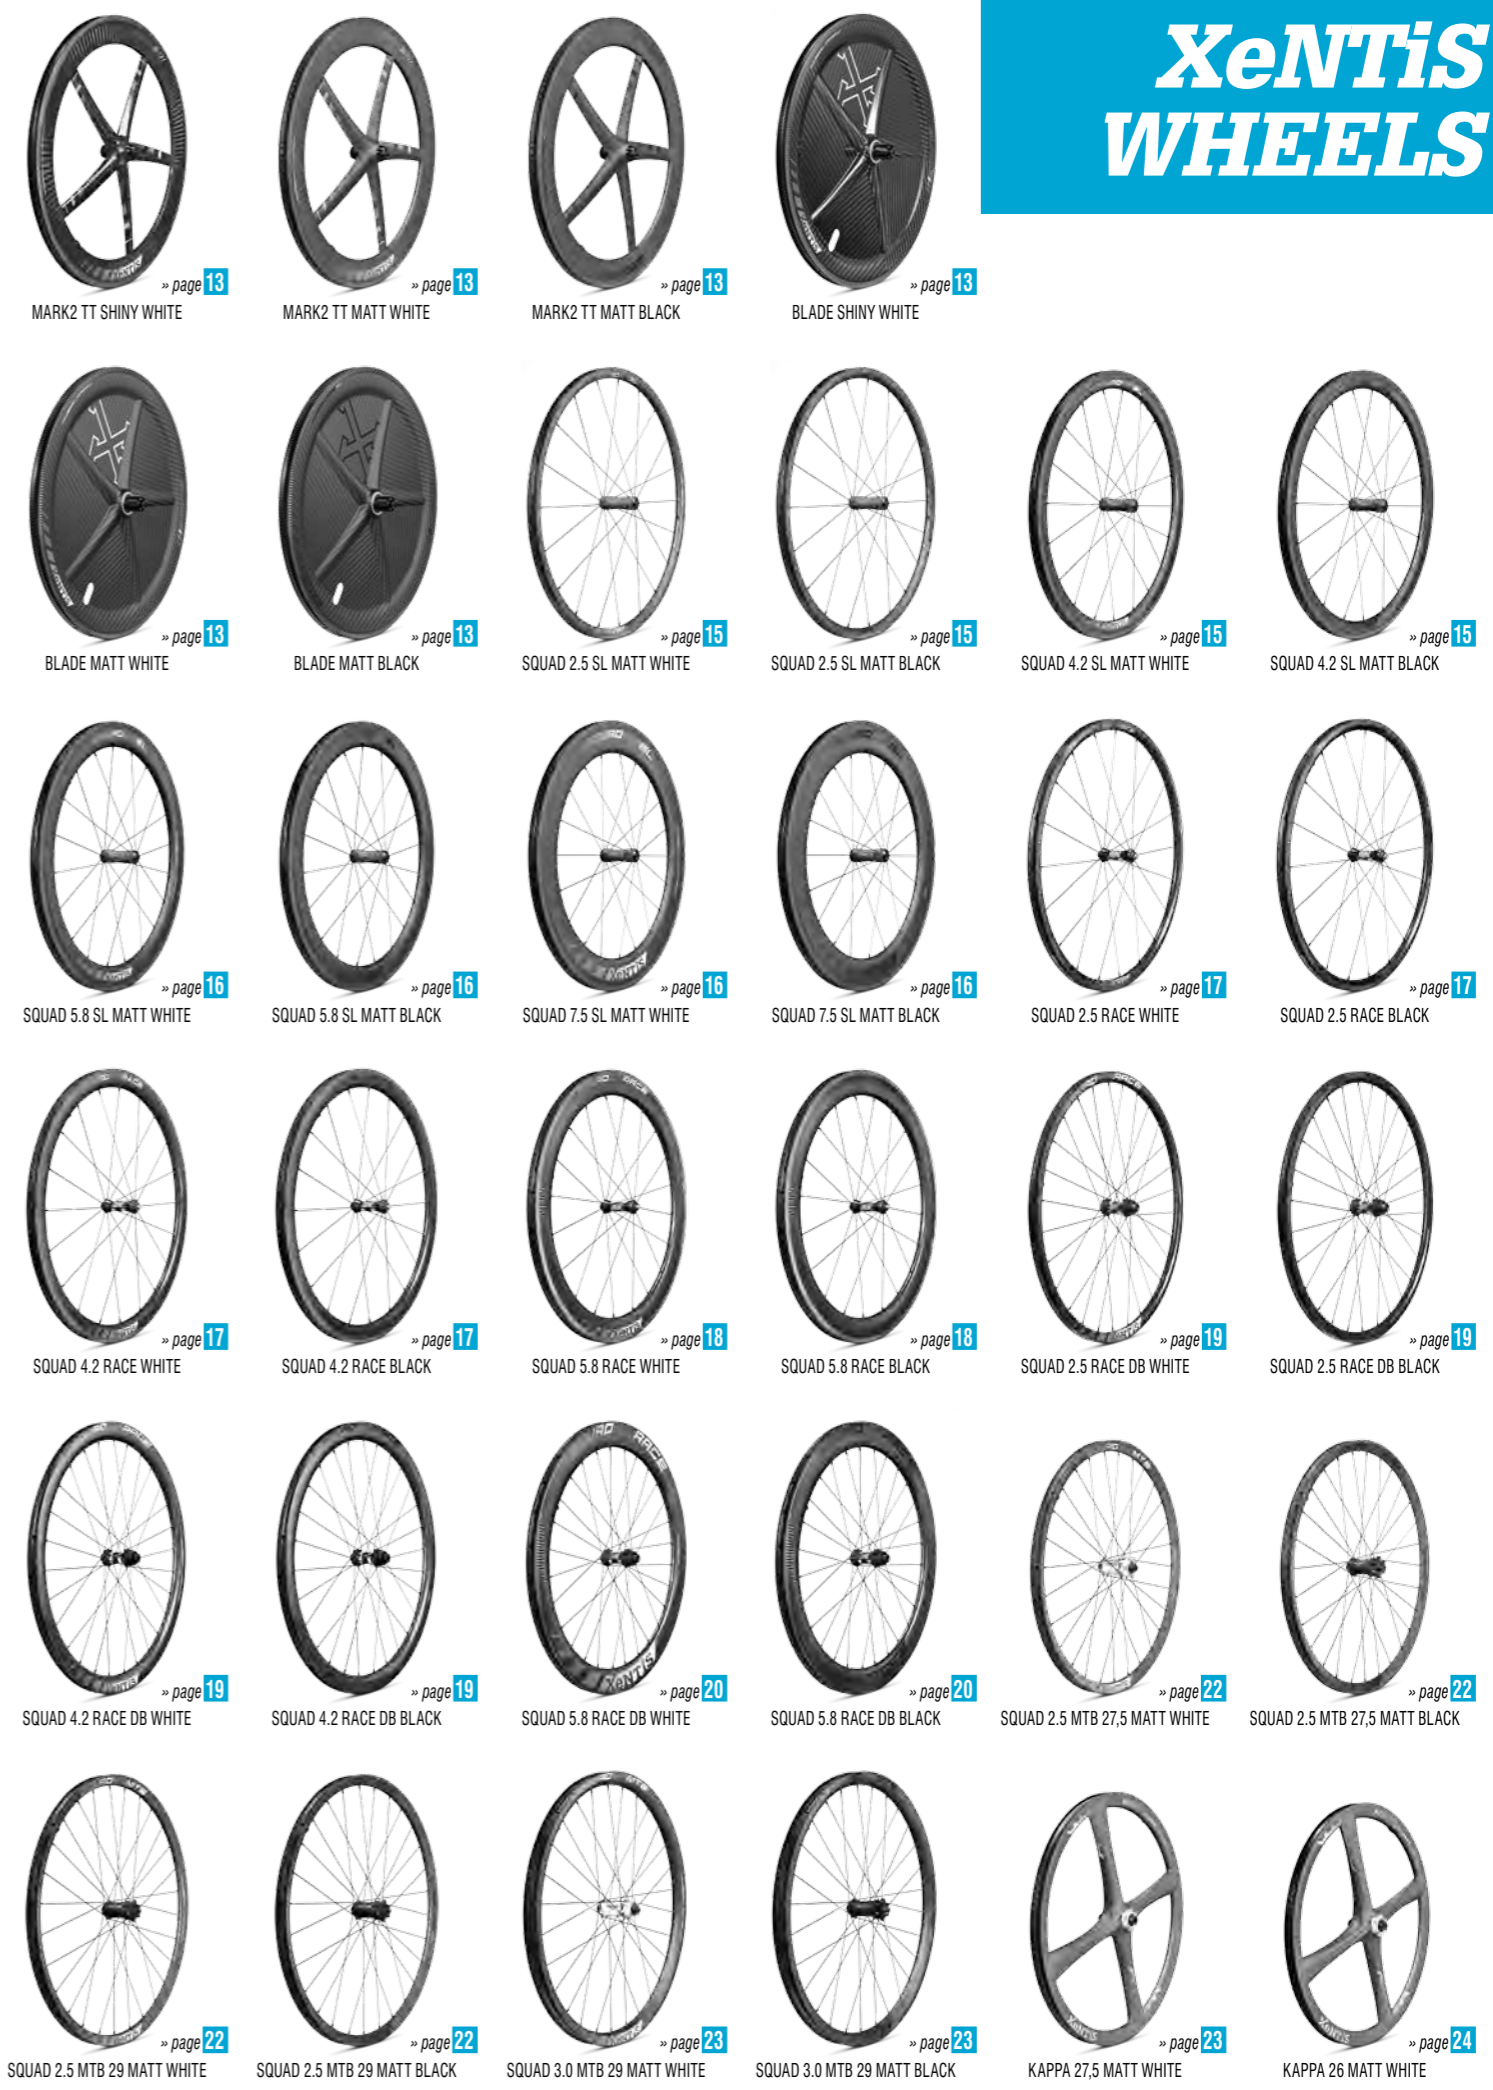 XeNTiS
WHEELS
» page 13
MARK2 TT SHINY WHITE
» page 13
MARK2 TT MATT WHITE
» page 13
MARK2 TT MATT BLACK
» page 13
BLADE SHINY WHITE
» page 13
BLADE MATT WHITE
» page 13
BLADE MATT BLACK
» page 15
SQUAD 2.5 SL MATT WHITE
» page 15
SQUAD 2.5 SL MATT BLACK
» page 15
SQUAD 4.2 SL MATT WHITE
» page 15
SQUAD 4.2 SL MATT BLACK
» page 16
SQUAD 5.8 SL MATT WHITE
» page 16
SQUAD 5.8 SL MATT BLACK
XeNTiS
» page 16
SQUAD 7.5 SL MATT WHITE
» page 16
SQUAD 7.5 SL MATT BLACK
» page 17
SQUAD 2.5 RACE WHITE
» page 17
SQUAD 2.5 RACE BLACK
» page 17
SQUAD 4.2 RACE WHITE
» page 17
SQUAD 4.2 RACE BLACK
RACE
» page 18
SQUAD 5.8 RACE WHITE
» page 18
SQUAD 5.8 RACE BLACK
RACE
» page 19
SQUAD 2.5 RACE DB WHITE
» page 19
SQUAD 2.5 RACE DB BLACK
RACE
» page 19
SQUAD 4.2 RACE DB WHITE
» page 19
SQUAD 4.2 RACE DB BLACK
RACE
XeNTiS
» page 20
SQUAD 5.8 RACE DB WHITE
» page 20
SQUAD 5.8 RACE DB BLACK
MTB
» page 22
SQUAD 2.5 MTB 27,5 MATT WHITE
» page 22
SQUAD 2.5 MTB 27,5 MATT BLACK
MTB
» page 22
SQUAD 2.5 MTB 29 MATT WHITE
» page 22
SQUAD 2.5 MTB 29 MATT BLACK
MTB
» page 23
SQUAD 3.0 MTB 29 MATT WHITE
» page 23
SQUAD 3.0 MTB 29 MATT BLACK
XeNTiS
» page 23
KAPPA 27,5 MATT WHITE
XeNTiS
» page 24
KAPPA 26 MATT WHITE